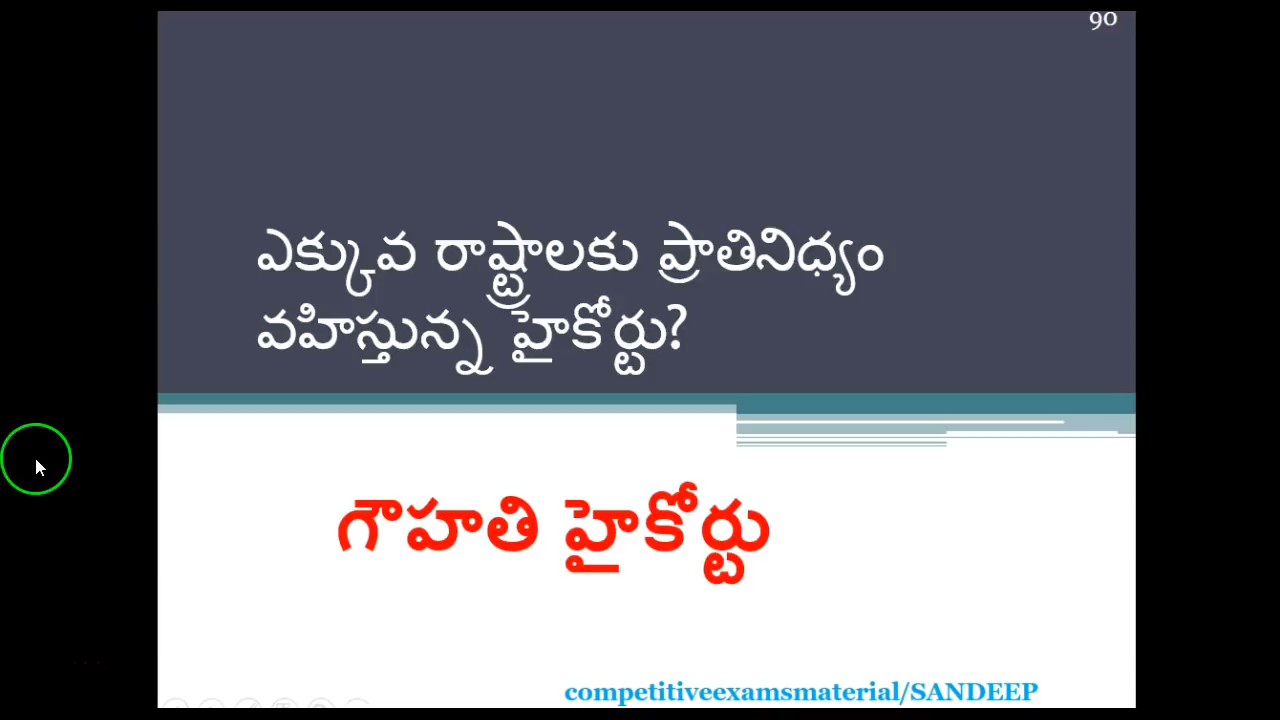 90
ఎక్కువ రాష్ట్రాలకు ప్రాతినిధ్యం
వహిస్తున్న హైకోర్టు?
గౌహతి హైకోర్టు
competitiveexamsmaterial/SANDEEP